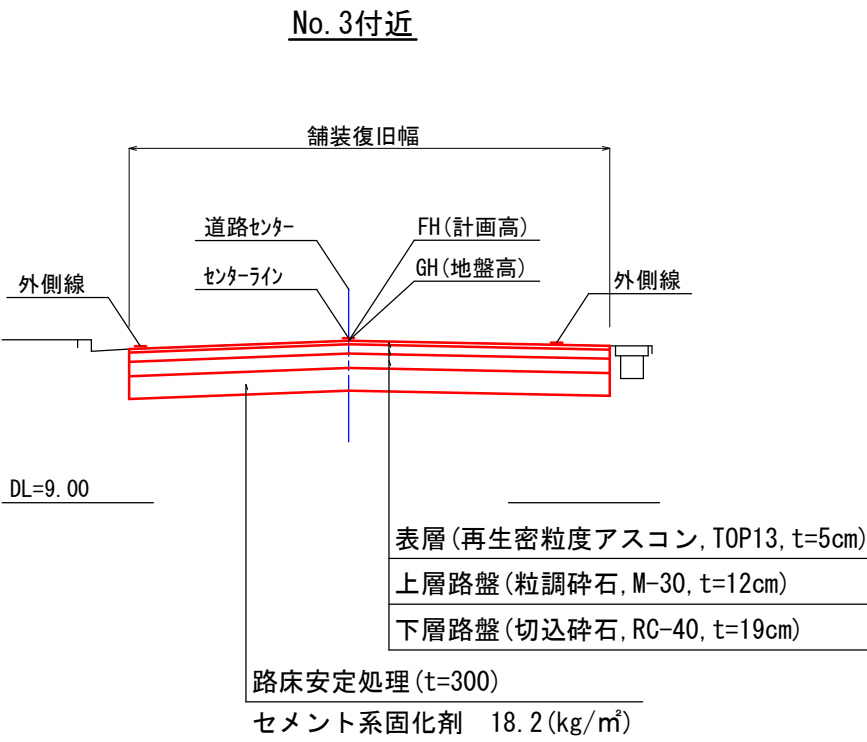 No.3付近
舗装復旧幅
道路ｾﾝﾀｰ
FH(計画高)
ｾﾝﾀｰﾗｲﾝ
GH(地盤高)
外側線
外側線
DL=9.00
表層(再生密粒度アスコン,TOP13,t=5cm)
上層路盤(粒調砕石,M-30,t=12cm)
下層路盤(切込砕石,RC-40,t=19cm)
路床安定処理(t=300)
セメント系固化剤　18.2(kg/㎡)